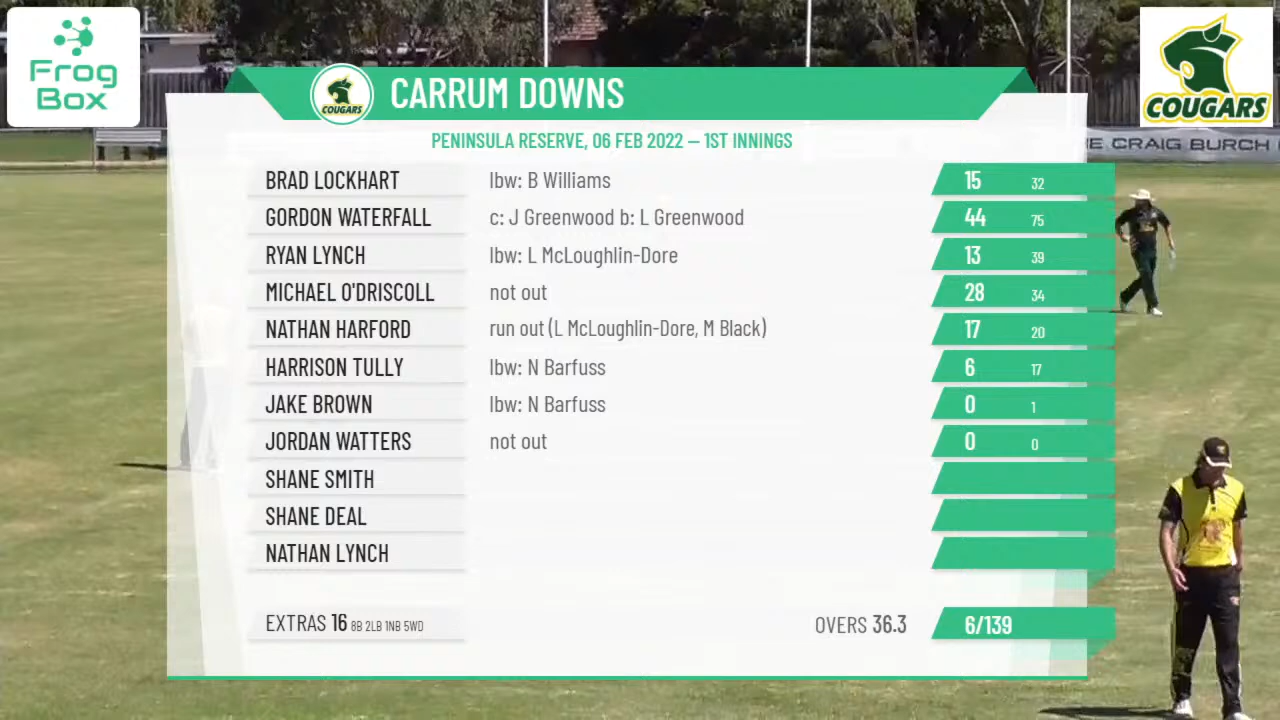 Frog
Box
COUGARS
CARRUM DOWNS
COUGARS
PENINSULA RESERVE, 06 FEB 2022 – 1ST INNINGS
E CRAIG BURCH
BRAD LOCKHART lbw: B Williams 15 32
GORDON WATERFALL c: J Greenwood b: L Greenwood 44 75
RYAN LYNCH lbw: L McLoughlin-Dore 13 39
MICHAEL O'DRISCOLL not out 28 34
NATHAN HARFORD run out (L McLoughlin-Dore, M Black) 17 20
HARRISON TULLY lbw: N Barfuss 6 17
JAKE BROWN lbw: N Barfuss 0 1
JORDAN WATTERS not out 0 0
SHANE SMITH
SHANE DEAL
NATHAN LYNCH
EXTRAS 16 8B 2LB 1NB 5WD OVERS 36.3 6/139